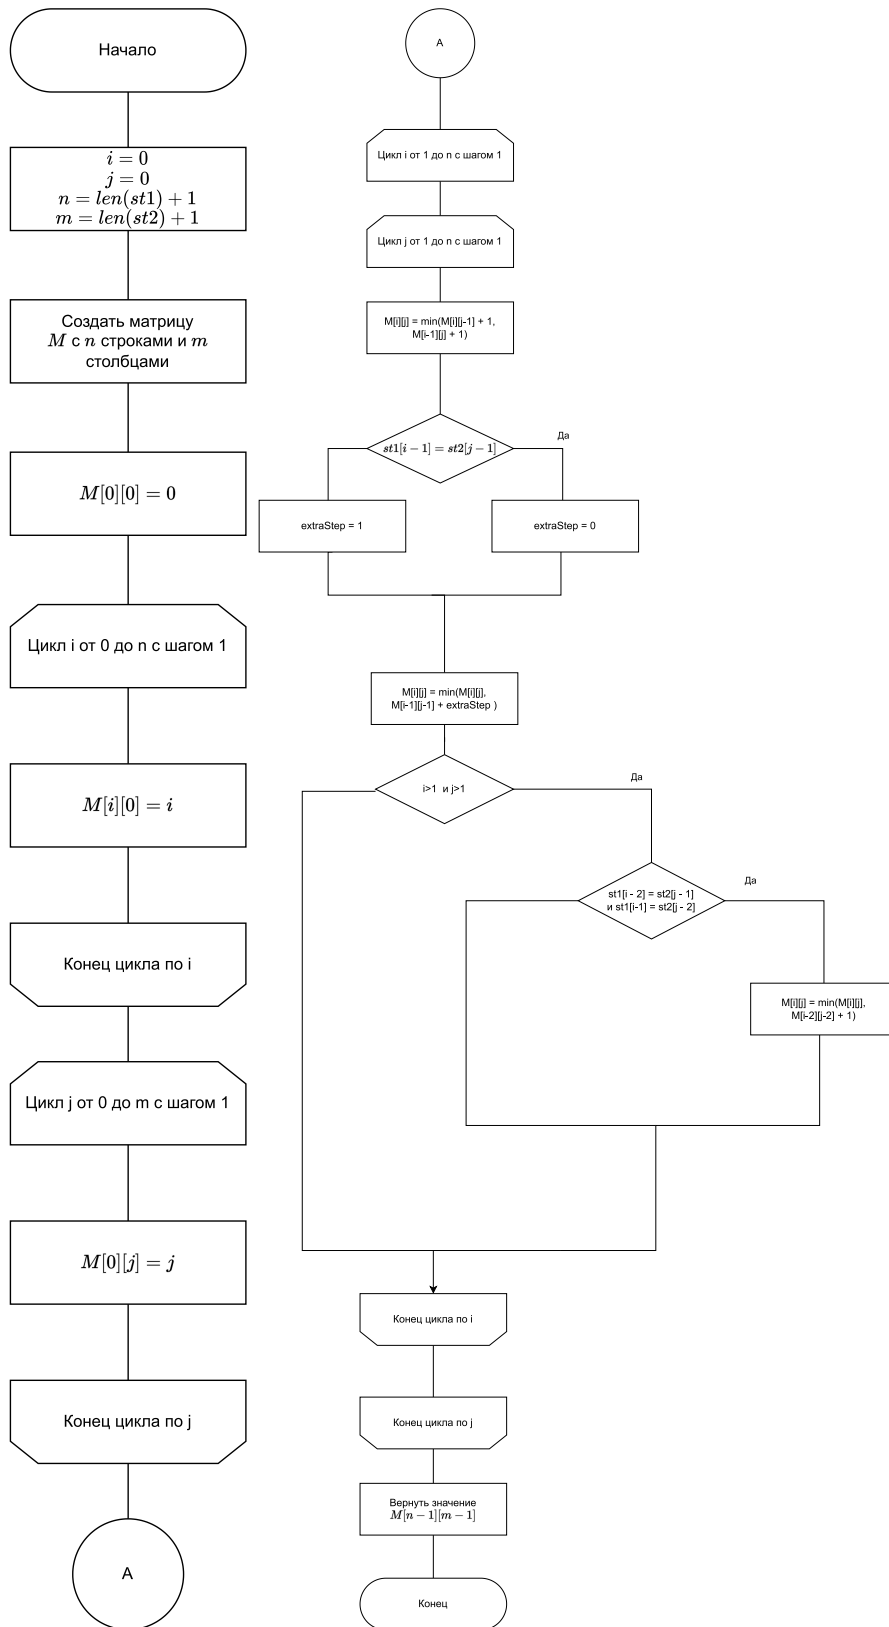 Начало
i = 0
j = 0
n = len(st1) + 1
m = len(st2) + 1
Создать матрицу
M с n строками и m
столбцами
M[0][0] = 0
Цикл i от 0 до n с шагом 1
M[i][0] = i
Конец цикла по i
Цикл j от 0 до m с шагом 1
M[0][j] = j
Конец цикла по j
A
A
Цикл i от 1 до n с шагом 1
Цикл j от 1 до n с шагом 1
M[i][j] = min(M[i][j-1] + 1,
M[i-1][j] + 1)
st1[i − 1] = st2[j − 1]
Да
extraStep = 1
extraStep = 0
M[i][j] = min(M[i][j],
M[i-1][j-1] + extraStep )
i>1 и j>1
Да
st1[i - 2] = st2[j - 1]
и st1[i-1] = st2[j - 2]
Да
M[i][j] = min(M[i][j],
M[i-2][j-2] + 1)
Конец цикла по i
Конец цикла по j
Вернуть значение
M[n − 1][m − 1]
Конец